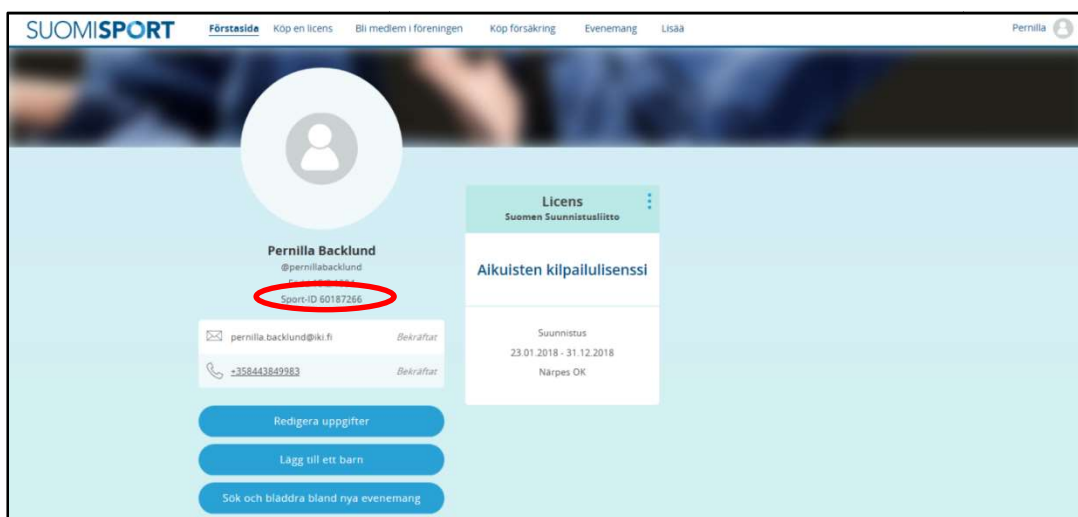 SUOMISPORT
Förstasida Köp en licens Bli medlem i föreningen Köp försäkring Evenemang Lisää
Pernilla
Pernilla Backlund
@pernillabacklund
Sport-ID 60187266
pernilla.backlund@iki.fi Bekräftat
+358443849983 Bekräftat
Redigera uppgifter
Lägg till ett barn
Sök och bläddra bland nya evenemang
Licens
Suomen Suunnistusliitto
Aikuisten kilpailulisenssi
Suunnistus
23.01.2018 - 31.12.2018
Närpes OK